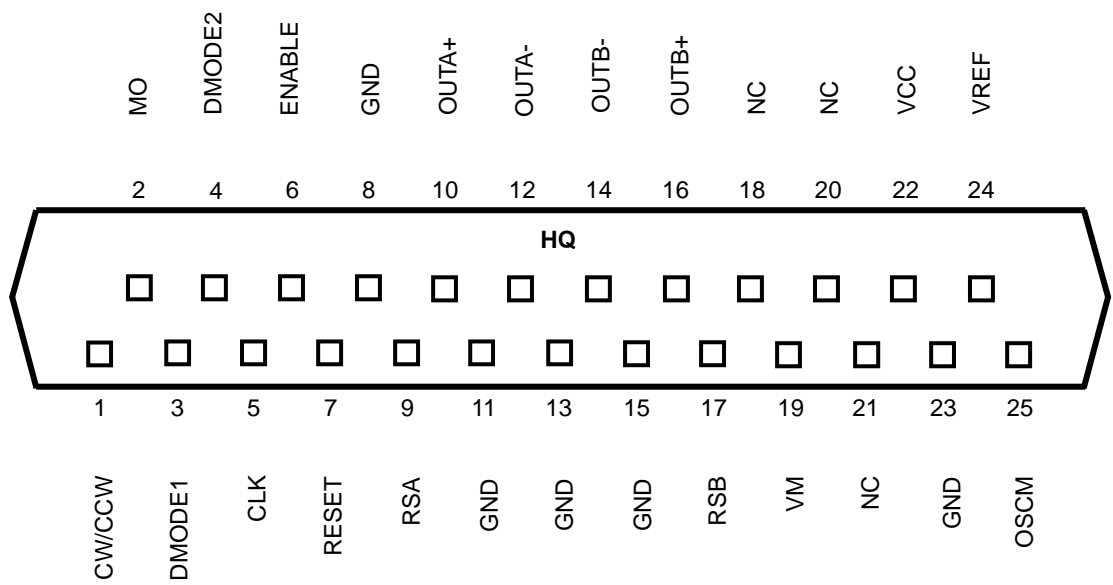 MO DMODE2 ENABLE GND OUTA+ OUTA- OUTB- OUTB+ NC NC VCC VREF
2 4 6 8 10 12 14 16 18 20 22 24
HQ
1 3 5 7 9 11 13 15 17 19 21 23 25
CW/CCW DMODE1 CLK RESET RSA GND GND GND RSB VM NC GND OSCM